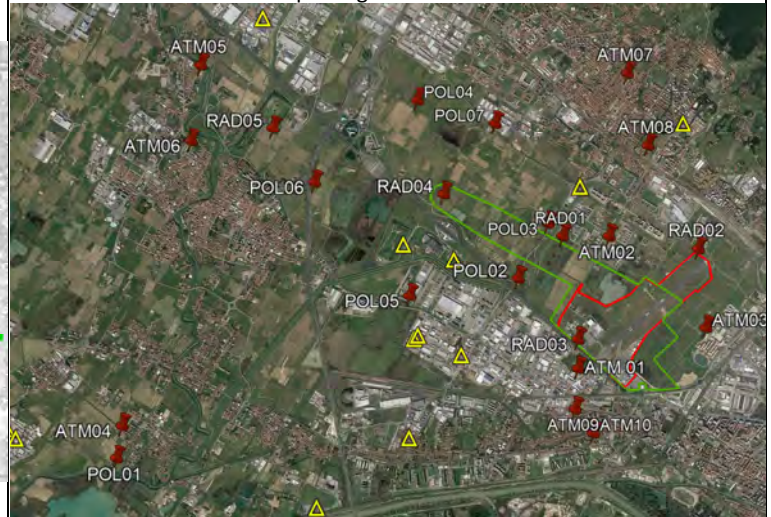 ATM05
ATM07
POL04
POL07
RAD05
ATM08
ATM06
POL06
RAD04
RAD01
POL03
RAD02
ATM02
POL02
POL05
ATM03
RAD03
ATM 01
ATM04
ATM09
ATM10
POL01